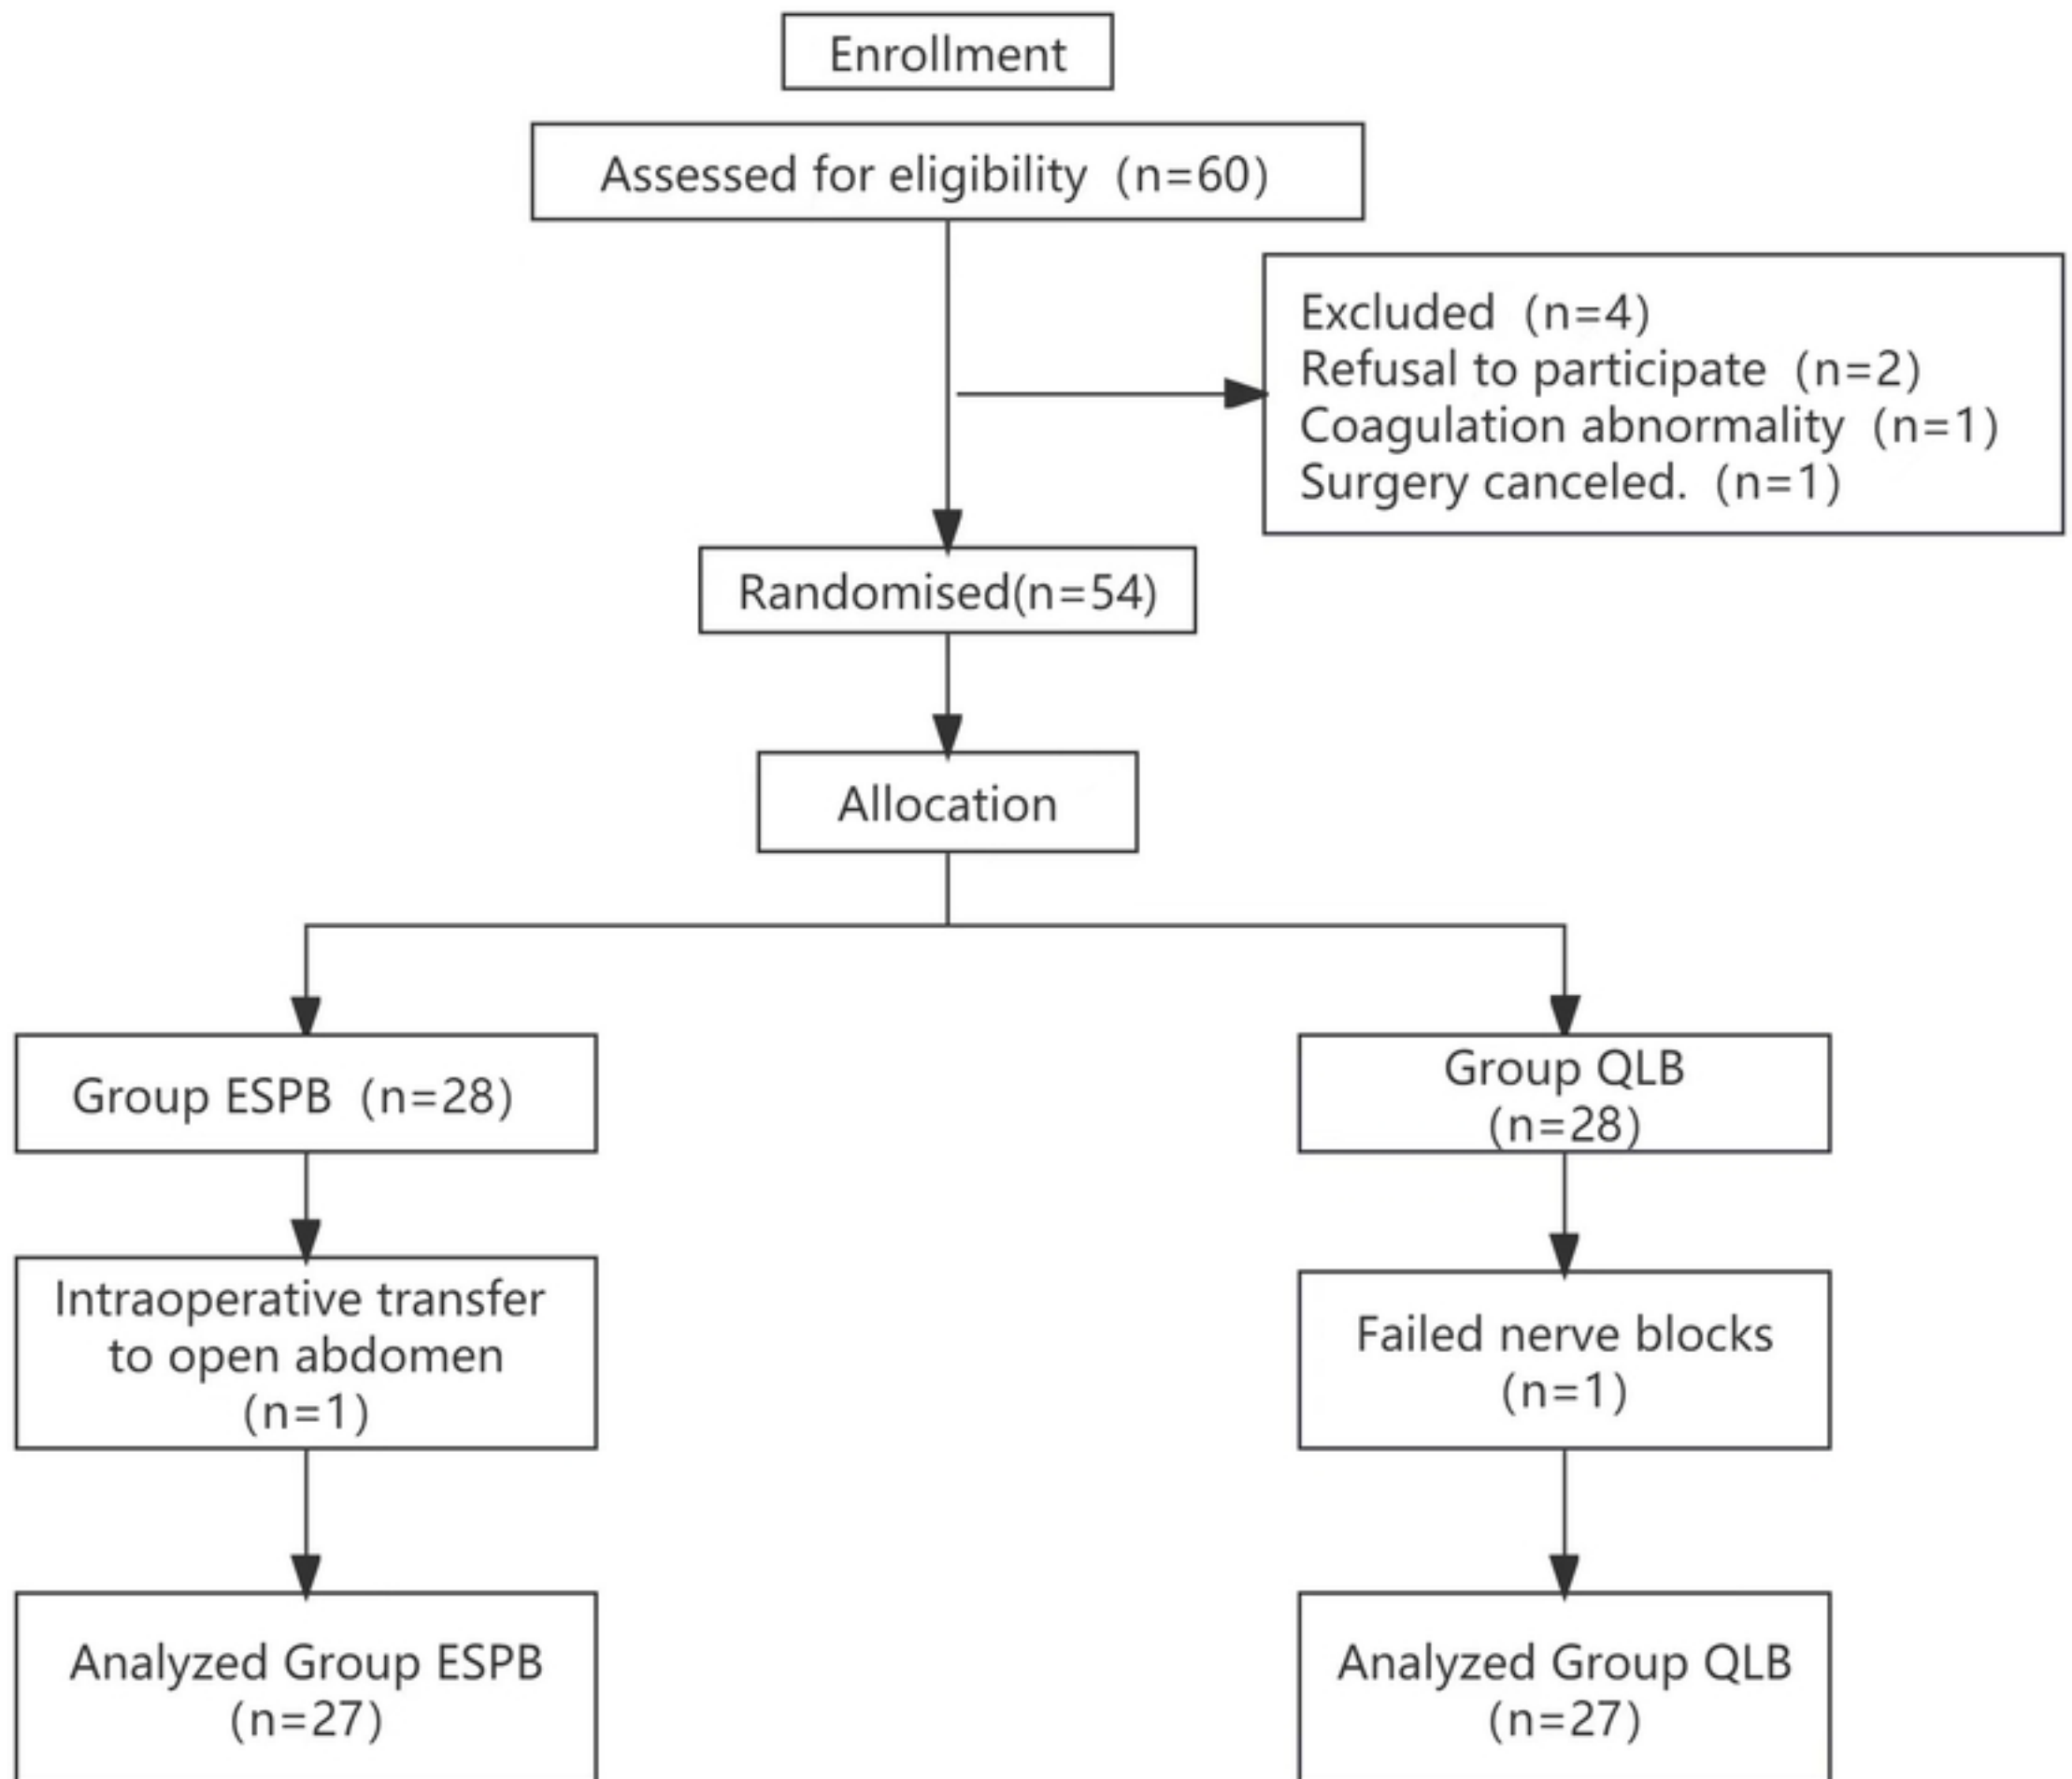 Enrollment
Assessed for eligibility (n=60)
Excluded (n=4)
Refusal to participate (n=2)
Coagulation abnormality (n=1)
Surgery canceled. (n=1)
Randomised(n=54)
Allocation
Group ESPB (n=28)
Group QLB
(n=28)
Intraoperative transfer
to open abdomen
(n=1)
Failed nerve blocks
(n=1)
Analyzed Group ESPB
(n=27)
Analyzed Group QLB
(n=27)